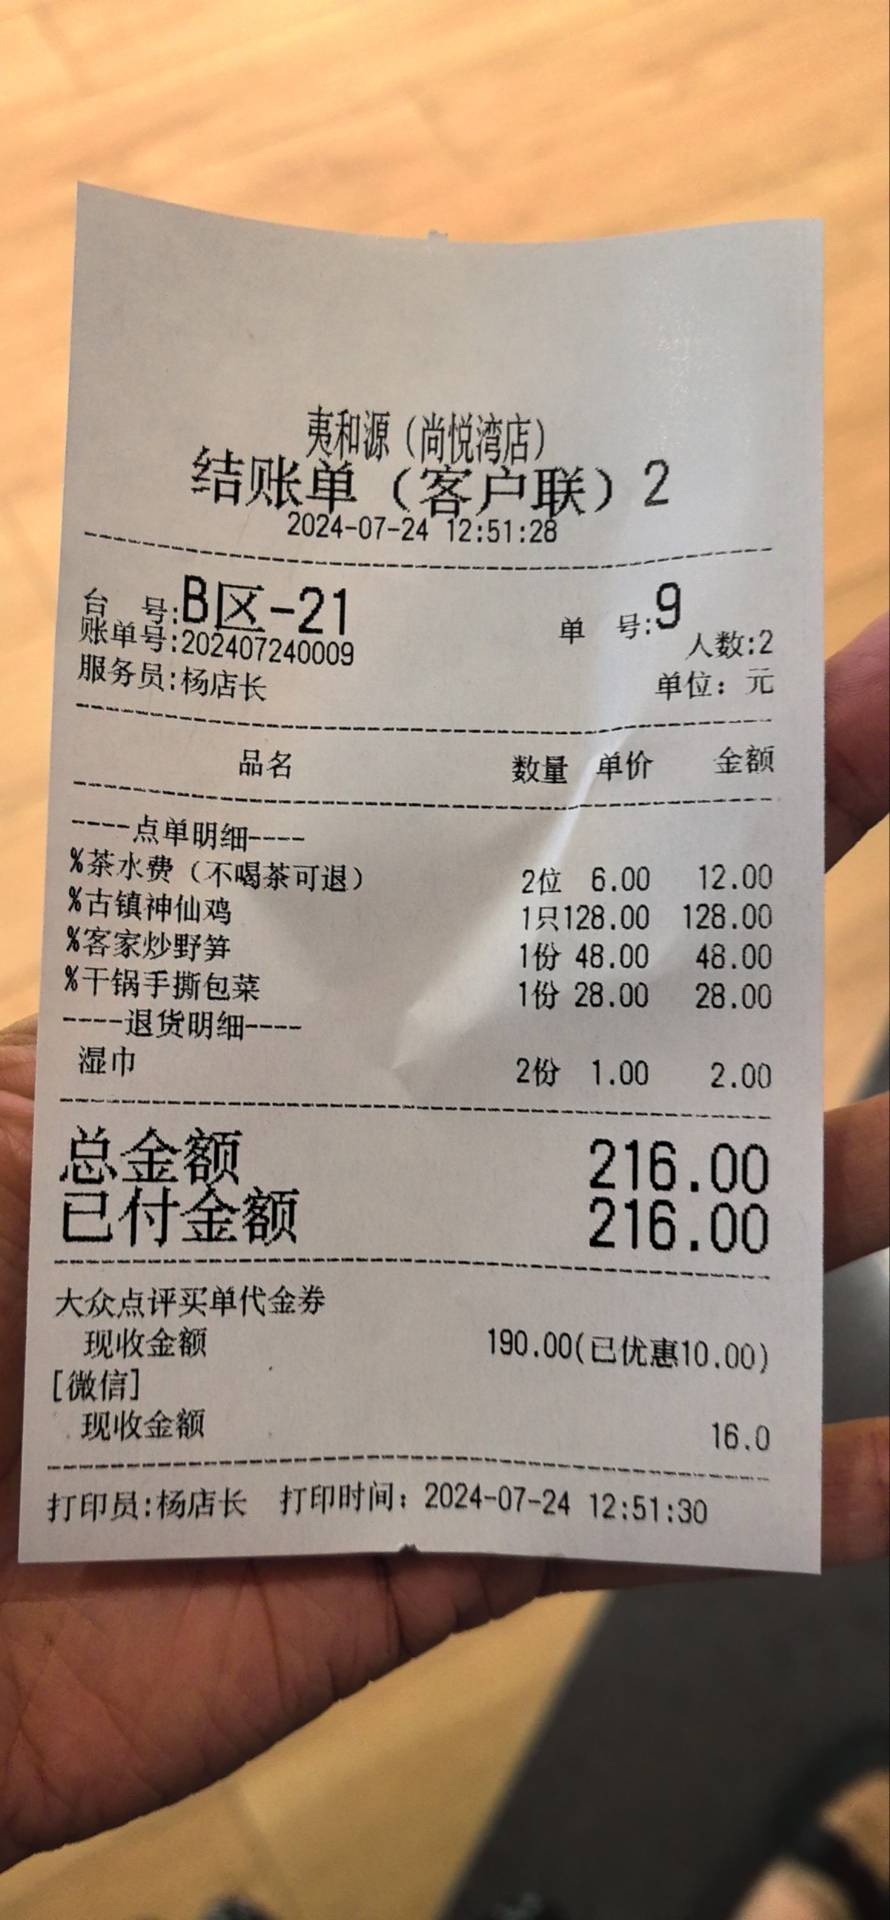 夷和源（尚悦湾店）
结账单（客户联）2
2024-07-24 12:51:28
台 号:B区-21 单 号:9
账单号:202407240009 人数:2
服务员:杨店长 单位：元
品名 数量 单价 金额
----点单明细----
%茶水费（不喝茶可退） 2位 6.00 12.00
%古镇神仙鸡 1只128.00 128.00
%客家炒野笋 1份 48.00 48.00
%干锅手撕包菜 1份 28.00 28.00
----退货明细----
湿巾 2份 1.00 2.00
总金额 216.00
已付金额 216.00
大众点评买单代金券
现收金额 190.00(已优惠10.00)
[微信]
现收金额 16.0
打印员:杨店长 打印时间：2024-07-24 12:51:30